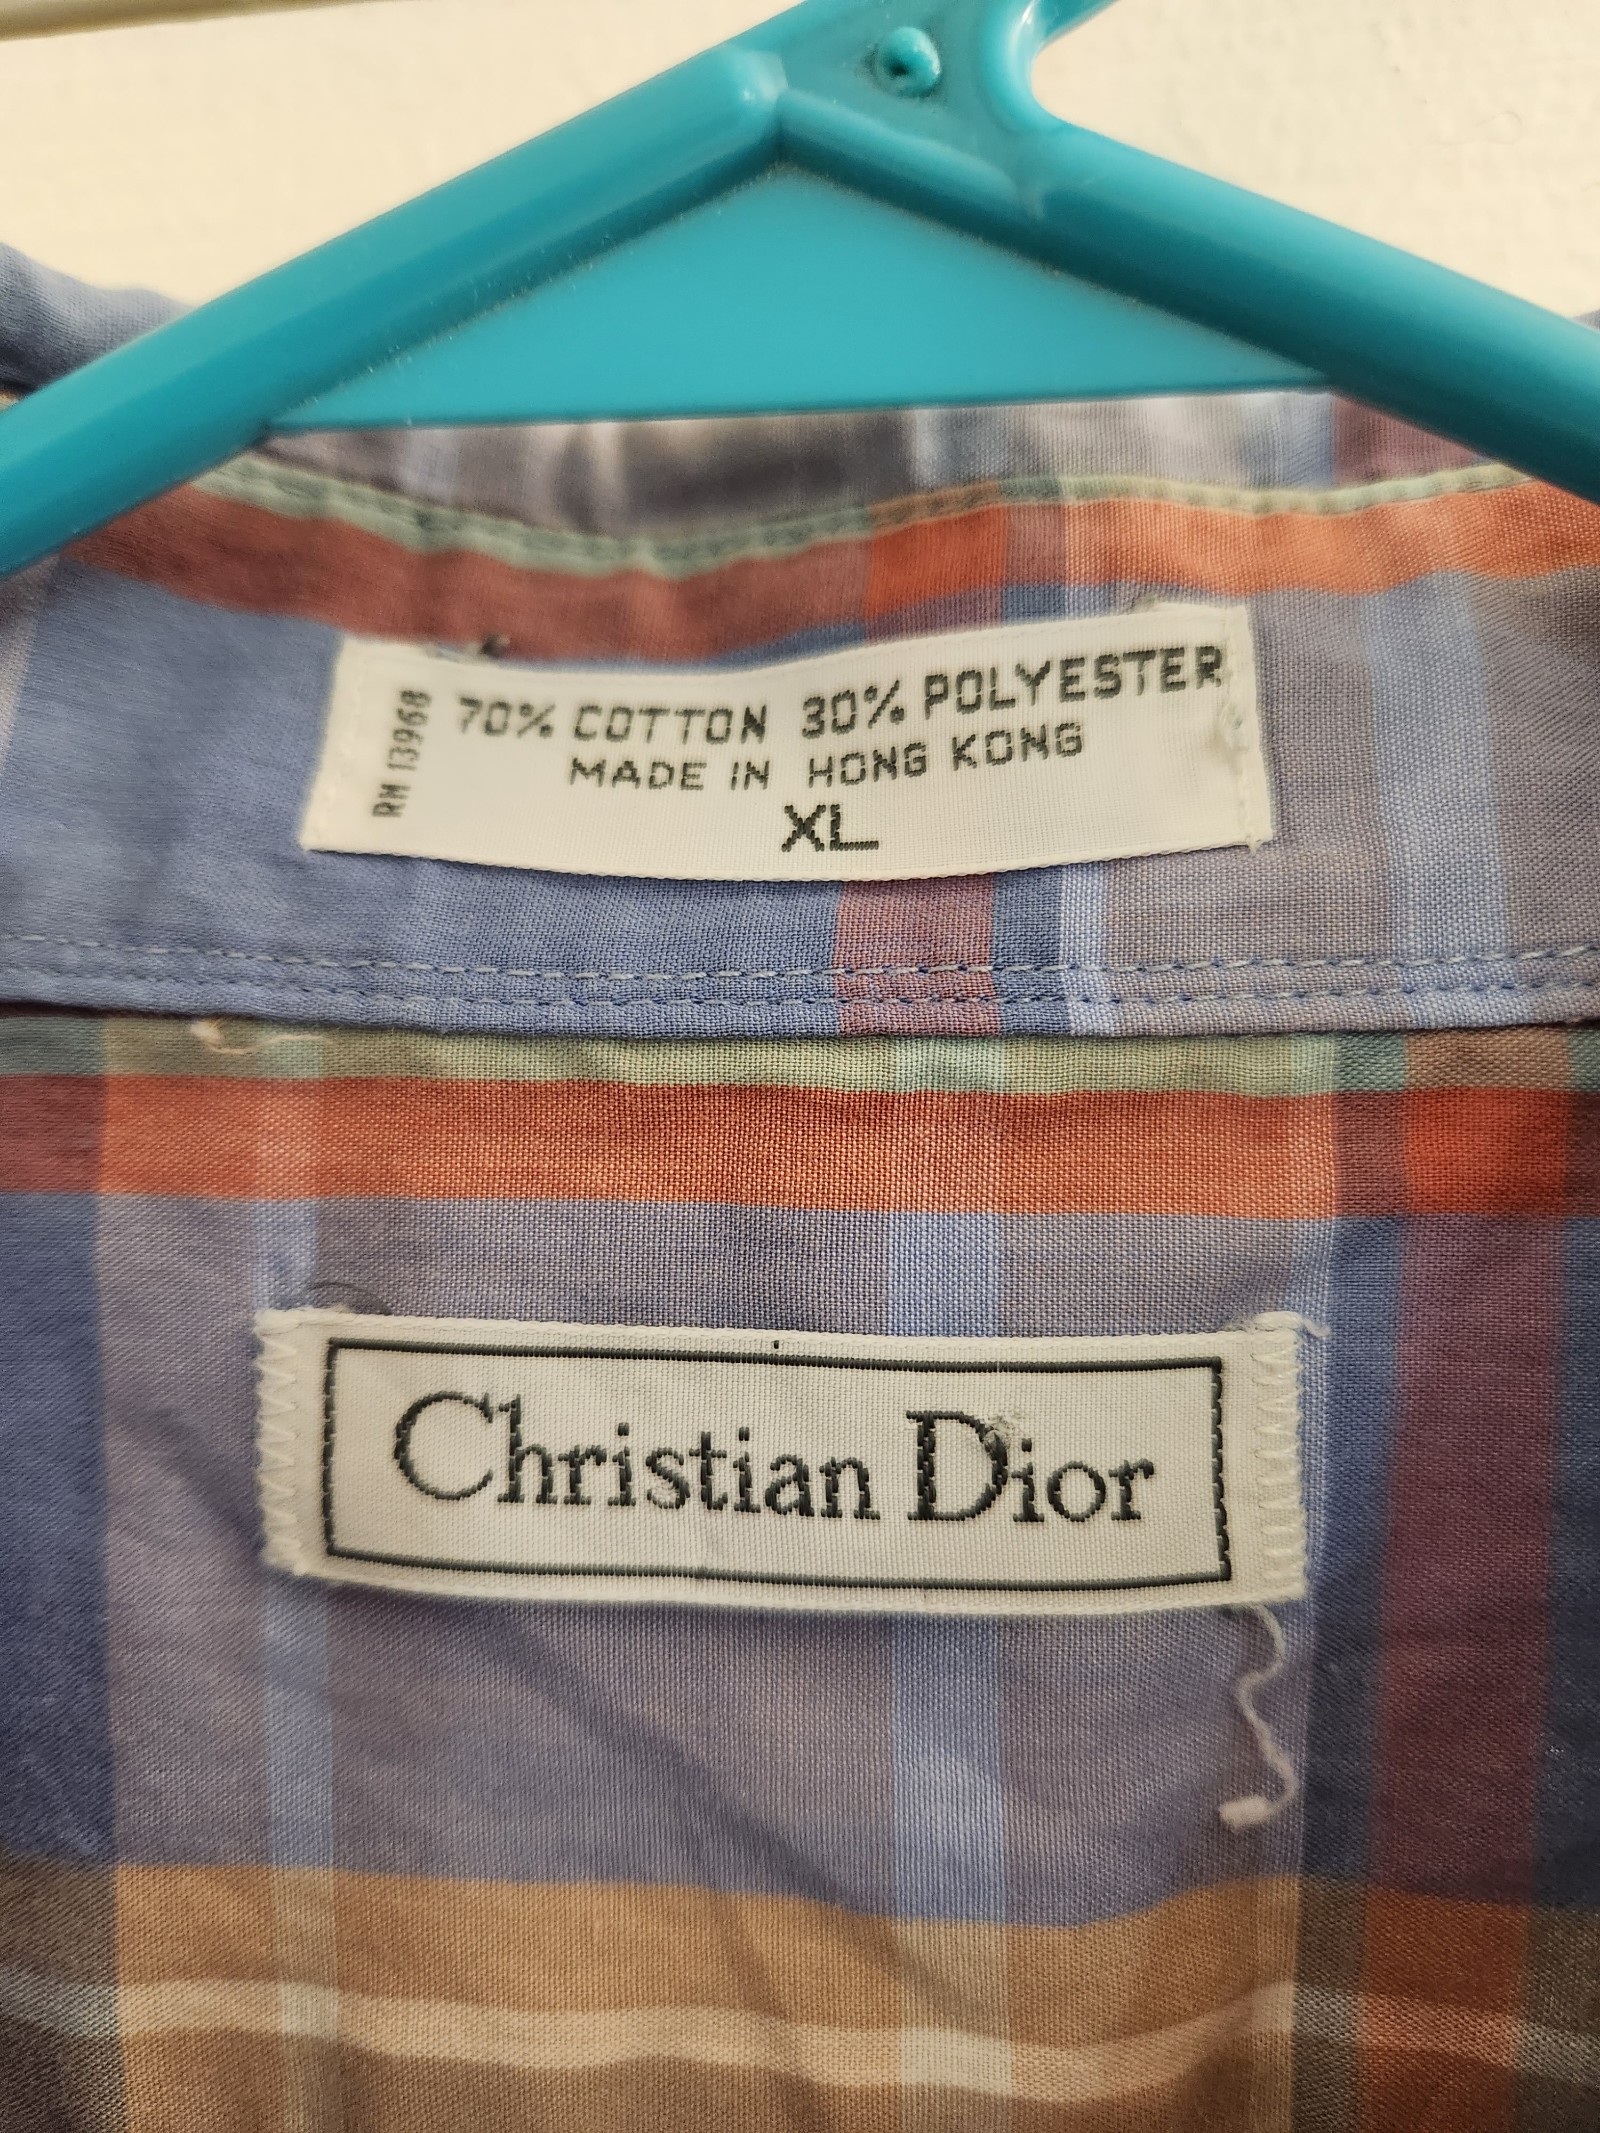 RN 13968
70% COTTON 30% POLYESTER
MADE IN HONG KONG
XL
Christian Dior